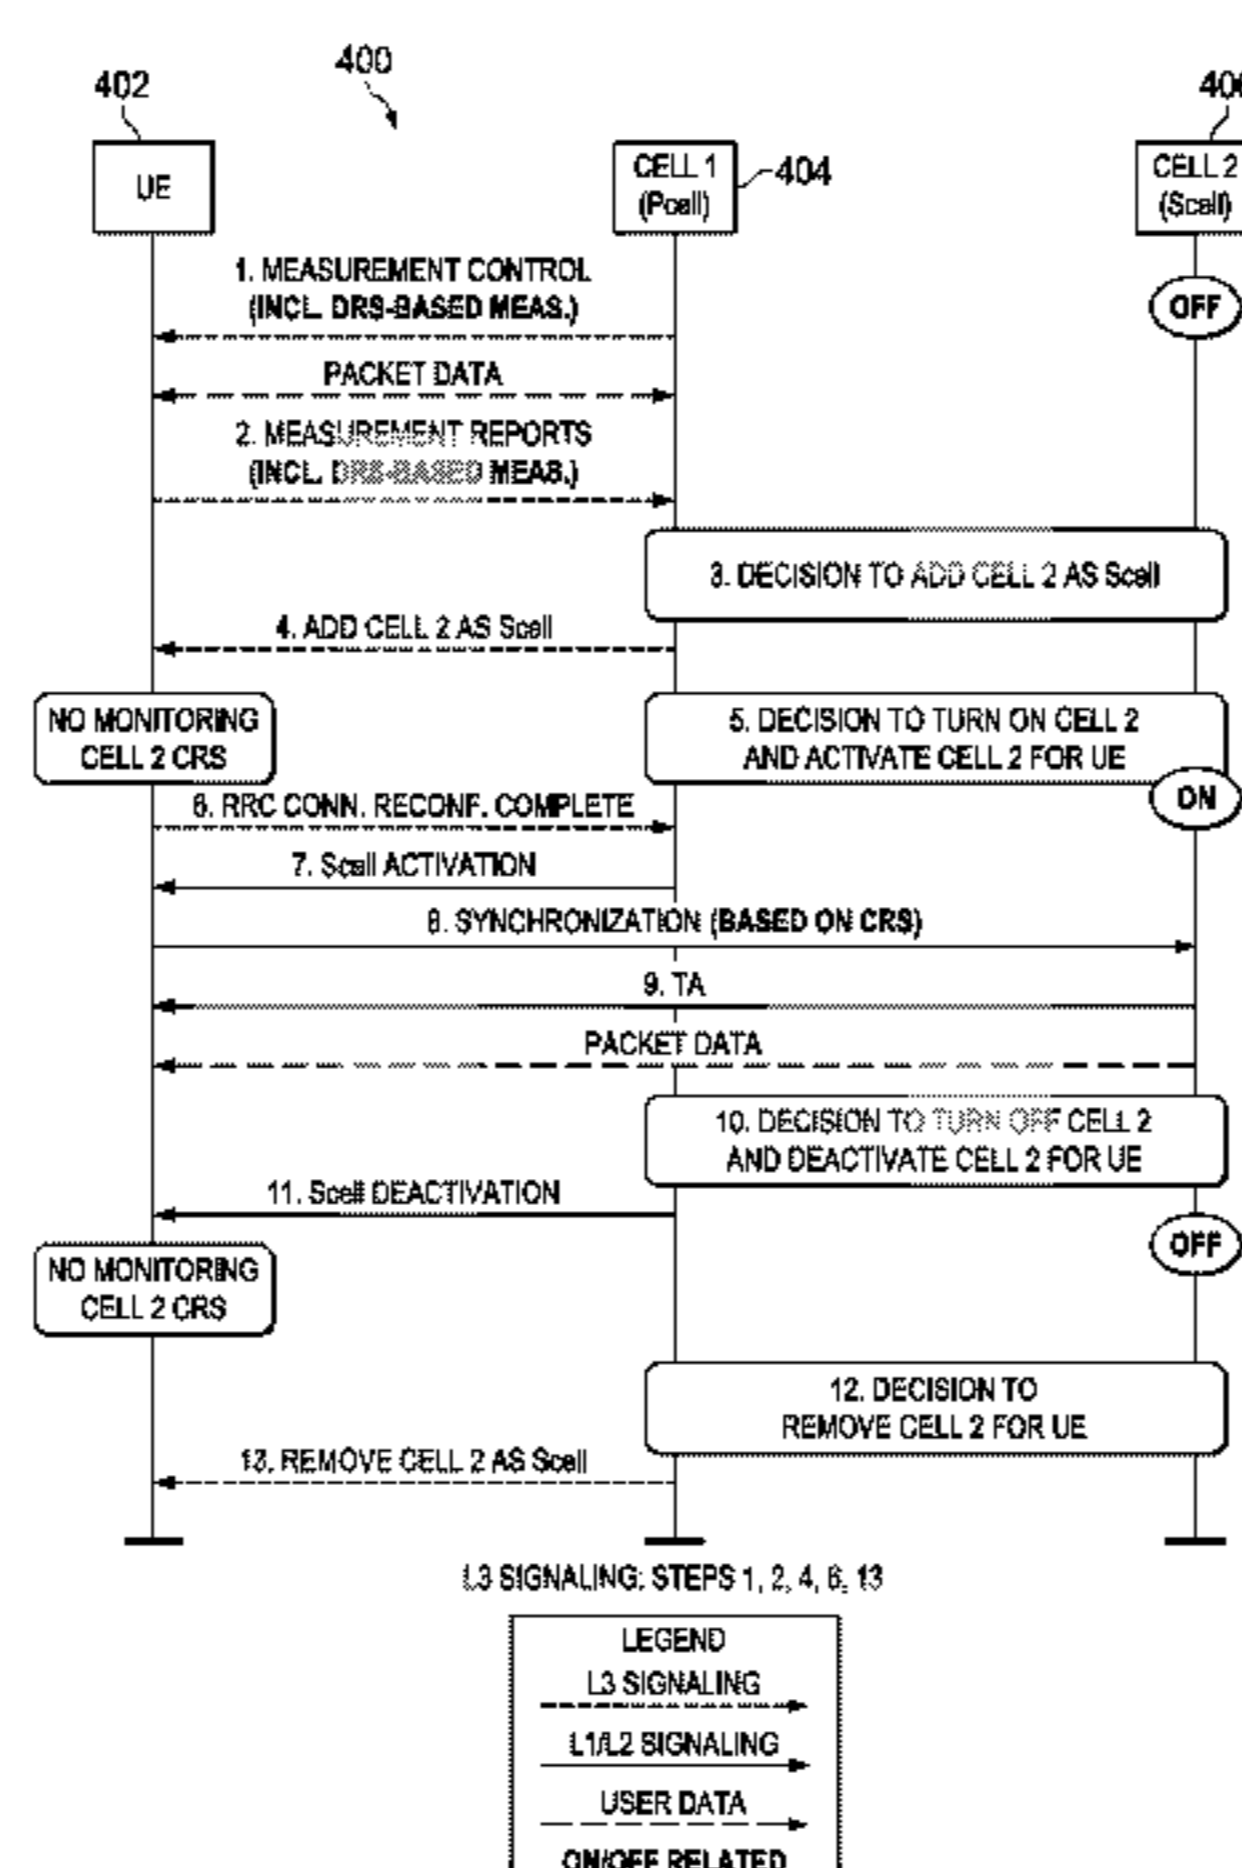 400
402
UE
CELL 1
(Pcell)
404
CELL 2
(Scell)
1. MEASUREMENT CONTROL
(INCL. DRS-BASED MEAS.)
OFF
PACKET DATA
2. MEASUREMENT REPORTS
(INCL. DRS-BASED MEAS.)
3. DECISION TO ADD CELL 2 AS Scell
4. ADD CELL 2 AS Scell
NO MONITORING
CELL 2 CRS
5. DECISION TO TURN ON CELL 2
AND ACTIVATE CELL 2 FOR UE
ON
6. RRC CONN. RECONF. COMPLETE
7. Scell ACTIVATION
8. SYNCHRONIZATION (BASED ON CRS)
9. TA
PACKET DATA
10. DECISION TO TURN OFF CELL 2
AND DEACTIVATE CELL 2 FOR UE
11. Scell DEACTIVATION
OFF
NO MONITORING
CELL 2 CRS
12. DECISION TO
REMOVE CELL 2 FOR UE
13. REMOVE CELL 2 AS Scell
L3 SIGNALING: STEPS 1, 2, 4, 6, 13
LEGEND
L3 SIGNALING
L1/L2 SIGNALING
USER DATA
ON/OFF RELATED